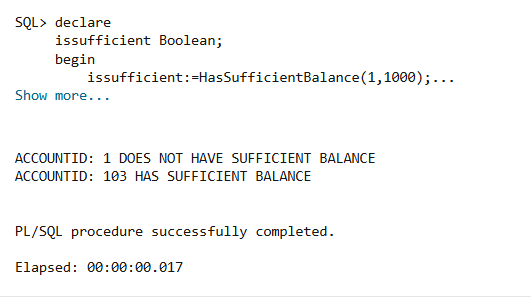 SQL> declare
issufficient Boolean;
begin
issufficient:=HasSufficientBalance(1,1000);...
Show more...
ACCOUNTID: 1 DOES NOT HAVE SUFFICIENT BALANCE
ACCOUNTID: 103 HAS SUFFICIENT BALANCE
PL/SQL procedure successfully completed.
Elapsed: 00:00:00.017